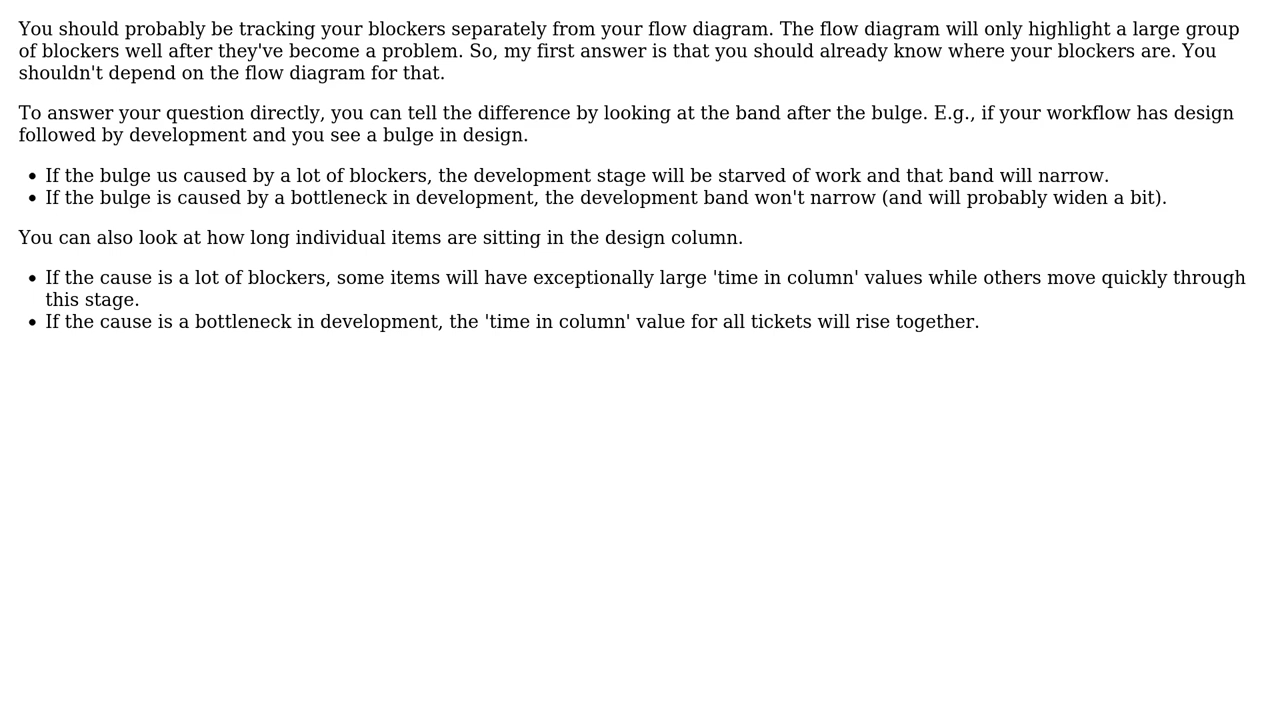 You should probably be tracking your blockers separately from your flow diagram. The flow diagram will only highlight a large group
of blockers well after they've become a problem. So, my first answer is that you should already know where your blockers are. You
shouldn't depend on the flow diagram for that.
To answer your question directly, you can tell the difference by looking at the band after the bulge. E.g., if your workflow has design
followed by development and you see a bulge in design.
• If the bulge us caused by a lot of blockers, the development stage will be starved of work and that band will narrow.
• If the bulge is caused by a bottleneck in development, the development band won't narrow (and will probably widen a bit).
You can also look at how long individual items are sitting in the design column.
• If the cause is a lot of blockers, some items will have exceptionally large 'time in column' values while others move quickly through
this stage.
• If the cause is a bottleneck in development, the 'time in column' value for all tickets will rise together.